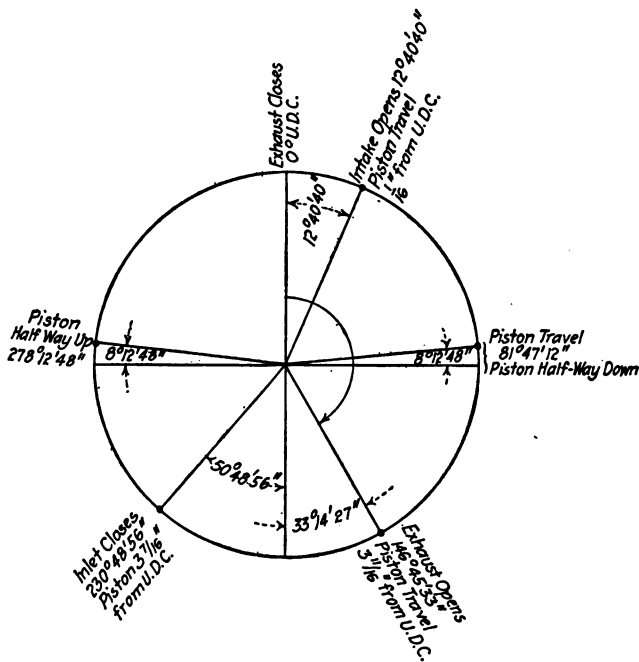 Exhaust Closes
0° U.D.C.
Intake Opens 12°40'40"
Piston Travel
1/16" from U.D.C.
12°40'40"
Piston
Half Way Up
278°12'48"
8°12'48"
8°12'48"
Piston Travel
81°47'12"
Piston Half-Way Down
50°48'56"
33°14'27"
Inlet Closes
230°48'56"
Piston 3 7/16"
from U.D.C.
Exhaust Opens
146°45'33"
Piston Travel
3 11/16" from U.D.C.